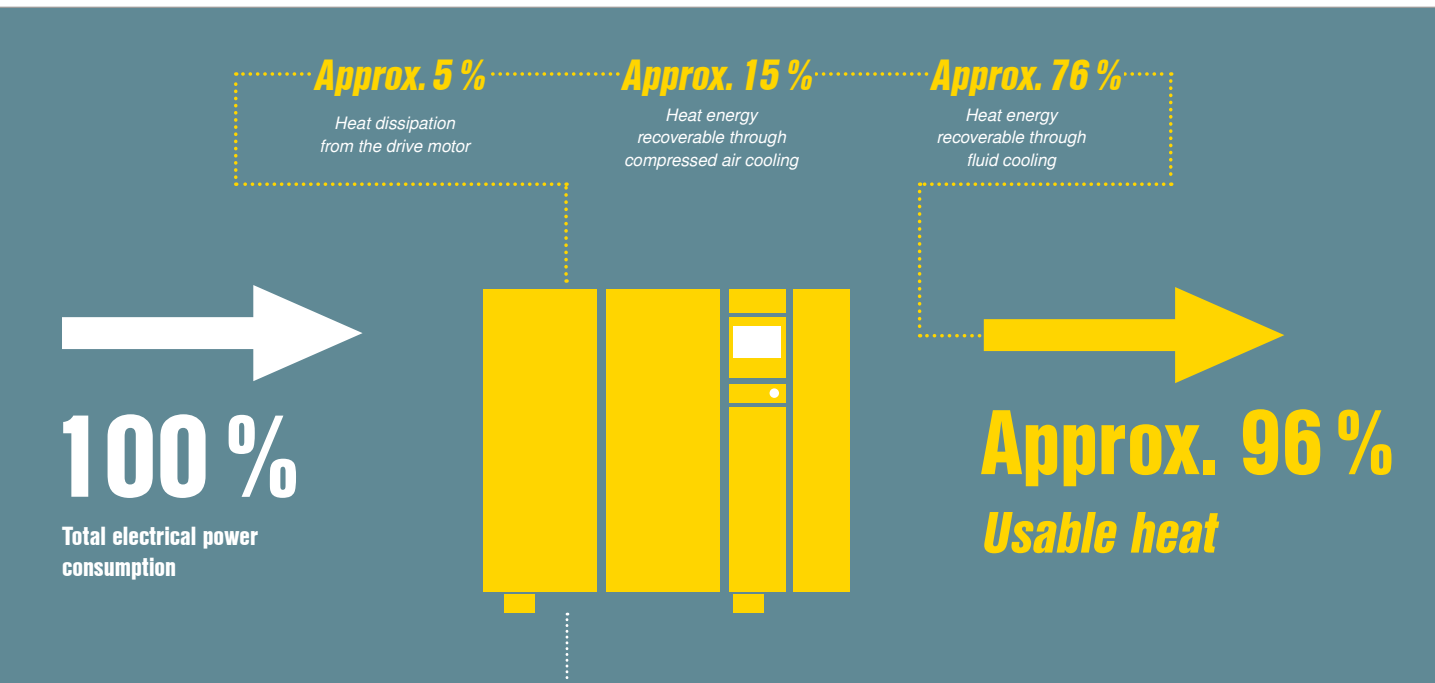 Approx. 5 %
Heat dissipation
from the drive motor
Approx. 15 %
Heat energy
recoverable through
compressed air cooling
Approx. 76 %
Heat energy
recoverable through
fluid cooling
100 %
Total electrical power
consumption
Approx. 96 %
Usable heat